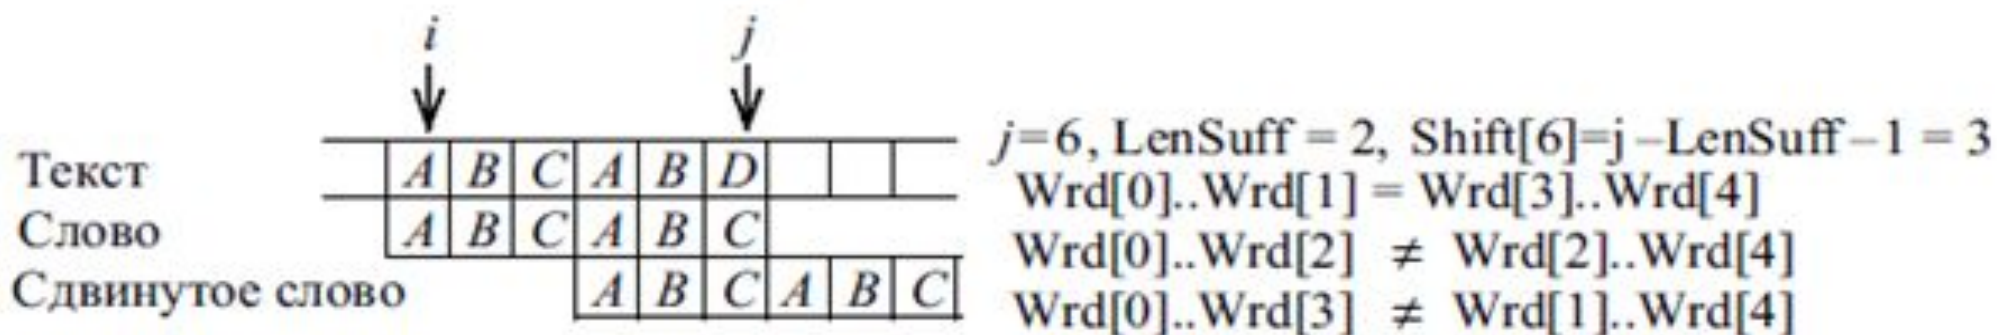 i j
j=6, LenSuff = 2, Shift[6]=j–LenSuff–1 = 3
Текст A B C A B D
Wrd[0]..Wrd[1] = Wrd[3]..Wrd[4]
Слово A B C A B C
Wrd[0]..Wrd[2] ≠ Wrd[2]..Wrd[4]
Сдвинутое слово A B C A B C
Wrd[0]..Wrd[3] ≠ Wrd[1]..Wrd[4]